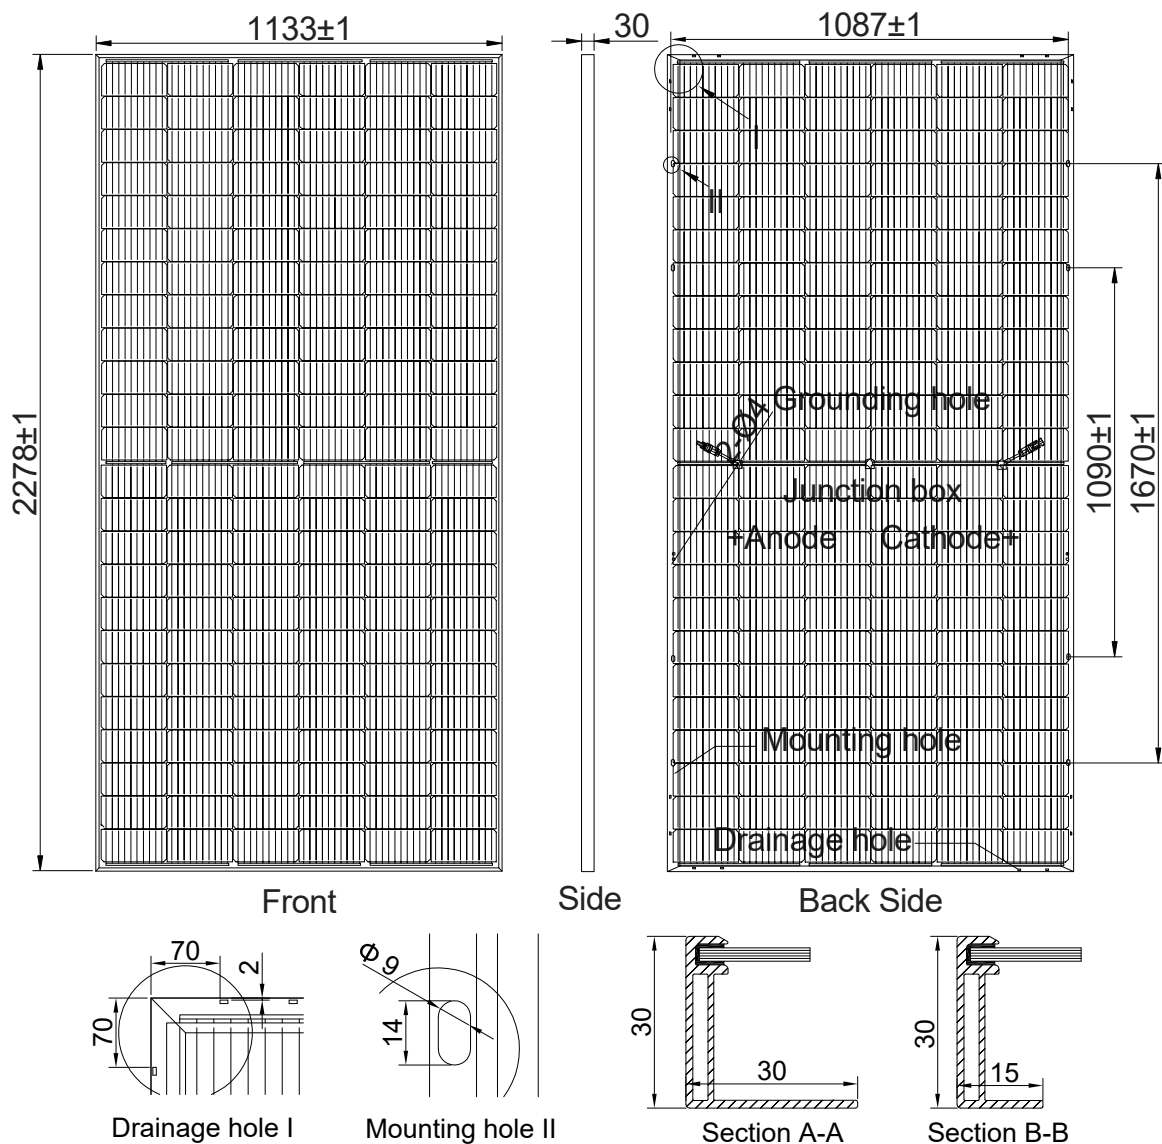 1133±1
30
1087±1
I
II
2278±1
2-Ø4
Grounding hole
Junction box
+Anode
Cathode+
1090±1
1670±1
Mounting hole
Drainage hole
Front
Side
Back Side
70
2
70
Drainage hole I
Φ 9
14
Mounting hole II
30
30
Section A-A
30
15
Section B-B